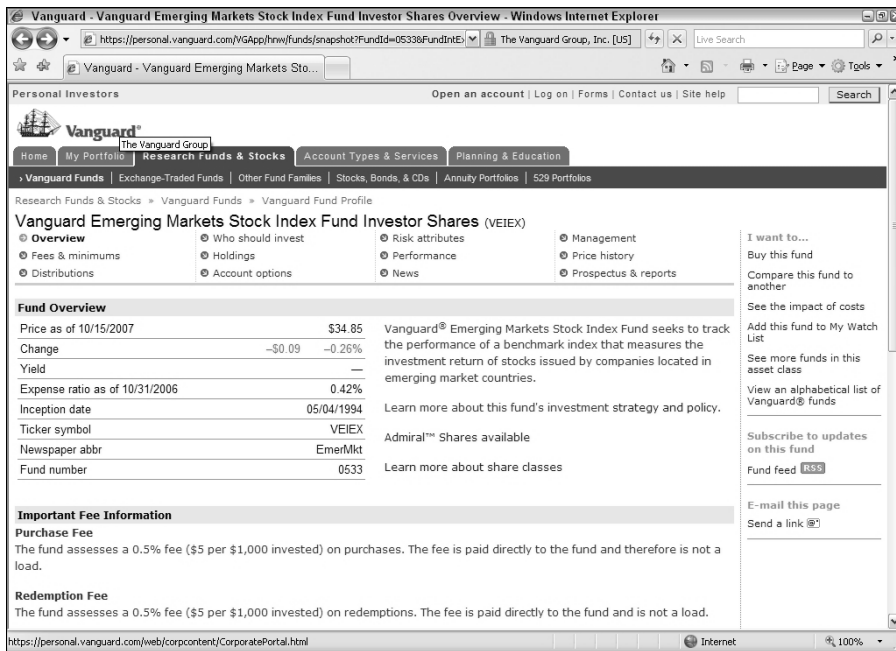 Vanguard - Vanguard Emerging Markets Stock Index Fund Investor Shares Overview - Windows Internet Explorer
https://personal.vanguard.com/VGApp/hnw/funds/snapshot?FundId=0533&FundIntEx The Vanguard Group, Inc. [US] Live Search
Vanguard - Vanguard Emerging Markets Sto... Page Tools
Personal Investors Open an account | Log on | Forms | Contact us | Site help Search
Vanguard®
The Vanguard Group
Home My Portfolio Research Funds & Stocks Account Types & Services Planning & Education
› Vanguard Funds | Exchange-Traded Funds | Other Fund Families | Stocks, Bonds, & CDs | Annuity Portfolios | 529 Portfolios
Research Funds & Stocks » Vanguard Funds » Vanguard Fund Profile
Vanguard Emerging Markets Stock Index Fund Investor Shares (VEIEX)
Overview Who should invest Risk attributes Management
Fees & minimums Holdings Performance Price history
Distributions Account options News Prospectus & reports
Fund Overview
Price as of 10/15/2007 $34.85
Change –$0.09 –0.26%
Yield —
Expense ratio as of 10/31/2006 0.42%
Inception date 05/04/1994
Ticker symbol VEIEX
Newspaper abbr EmerMkt
Fund number 0533
Vanguard® Emerging Markets Stock Index Fund seeks to track
the performance of a benchmark index that measures the
investment return of stocks issued by companies located in
emerging market countries.
Learn more about this fund's investment strategy and policy.
Admiral™ Shares available
Learn more about share classes
Important Fee Information
Purchase Fee
The fund assesses a 0.5% fee ($5 per $1,000 invested) on purchases. The fee is paid directly to the fund and therefore is not a
load.
Redemption Fee
The fund assesses a 0.5% fee ($5 per $1,000 invested) on redemptions. The fee is paid directly to the fund and is not a load.
I want to...
Buy this fund
Compare this fund to
another
See the impact of costs
Add this fund to My Watch
List
See more funds in this
asset class
View an alphabetical list of
Vanguard® funds
Subscribe to updates
on this fund
Fund feed RSS
E-mail this page
Send a link
https://personal.vanguard.com/web/corpcontent/CorporatePortal.html Internet 100%